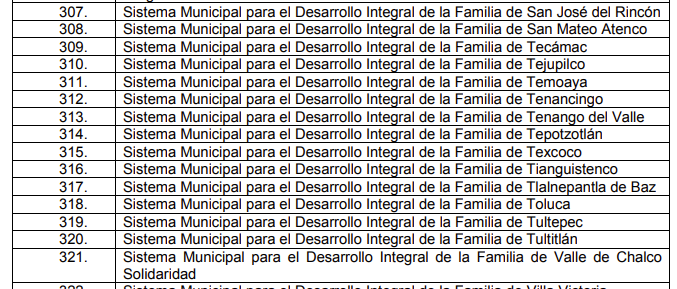 307. Sistema Municipal para el Desarrollo Integral de la Familia de San José del Rincón
308. Sistema Municipal para el Desarrollo Integral de la Familia de San Mateo Atenco
309. Sistema Municipal para el Desarrollo Integral de la Familia de Tecámac
310. Sistema Municipal para el Desarrollo Integral de la Familia de Tejupilco
311. Sistema Municipal para el Desarrollo Integral de la Familia de Temoaya
312. Sistema Municipal para el Desarrollo Integral de la Familia de Tenancingo
313. Sistema Municipal para el Desarrollo Integral de la Familia de Tenango del Valle
314. Sistema Municipal para el Desarrollo Integral de la Familia de Tepotzotlán
315. Sistema Municipal para el Desarrollo Integral de la Familia de Texcoco
316. Sistema Municipal para el Desarrollo Integral de la Familia de Tianguistenco
317. Sistema Municipal para el Desarrollo Integral de la Familia de Tlalnepantla de Baz
318. Sistema Municipal para el Desarrollo Integral de la Familia de Toluca
319. Sistema Municipal para el Desarrollo Integral de la Familia de Tultepec
320. Sistema Municipal para el Desarrollo Integral de la Familia de Tultitlán
321. Sistema Municipal para el Desarrollo Integral de la Familia de Valle de Chalco
Solidaridad